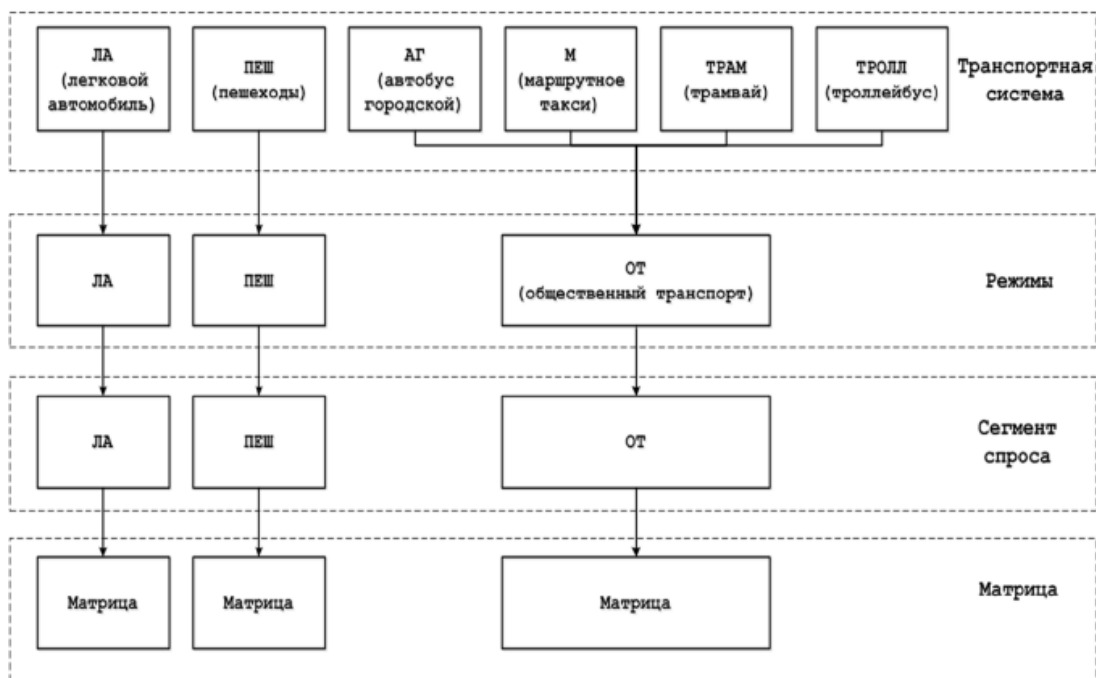 ЛА
(легковой
автомобиль)
ПЕШ
(пешеходы)
АГ
(автобус
городской)
М
(маршрутное
такси)
ТРАМ
(трамвай)
ТРОЛЛ
(троллейбус)
Транспортная
система
ЛА
ПЕШ
ОТ
(общественный транспорт)
Режимы
ЛА
ПЕШ
ОТ
Сегмент
спроса
Матрица
Матрица
Матрица
Матрица